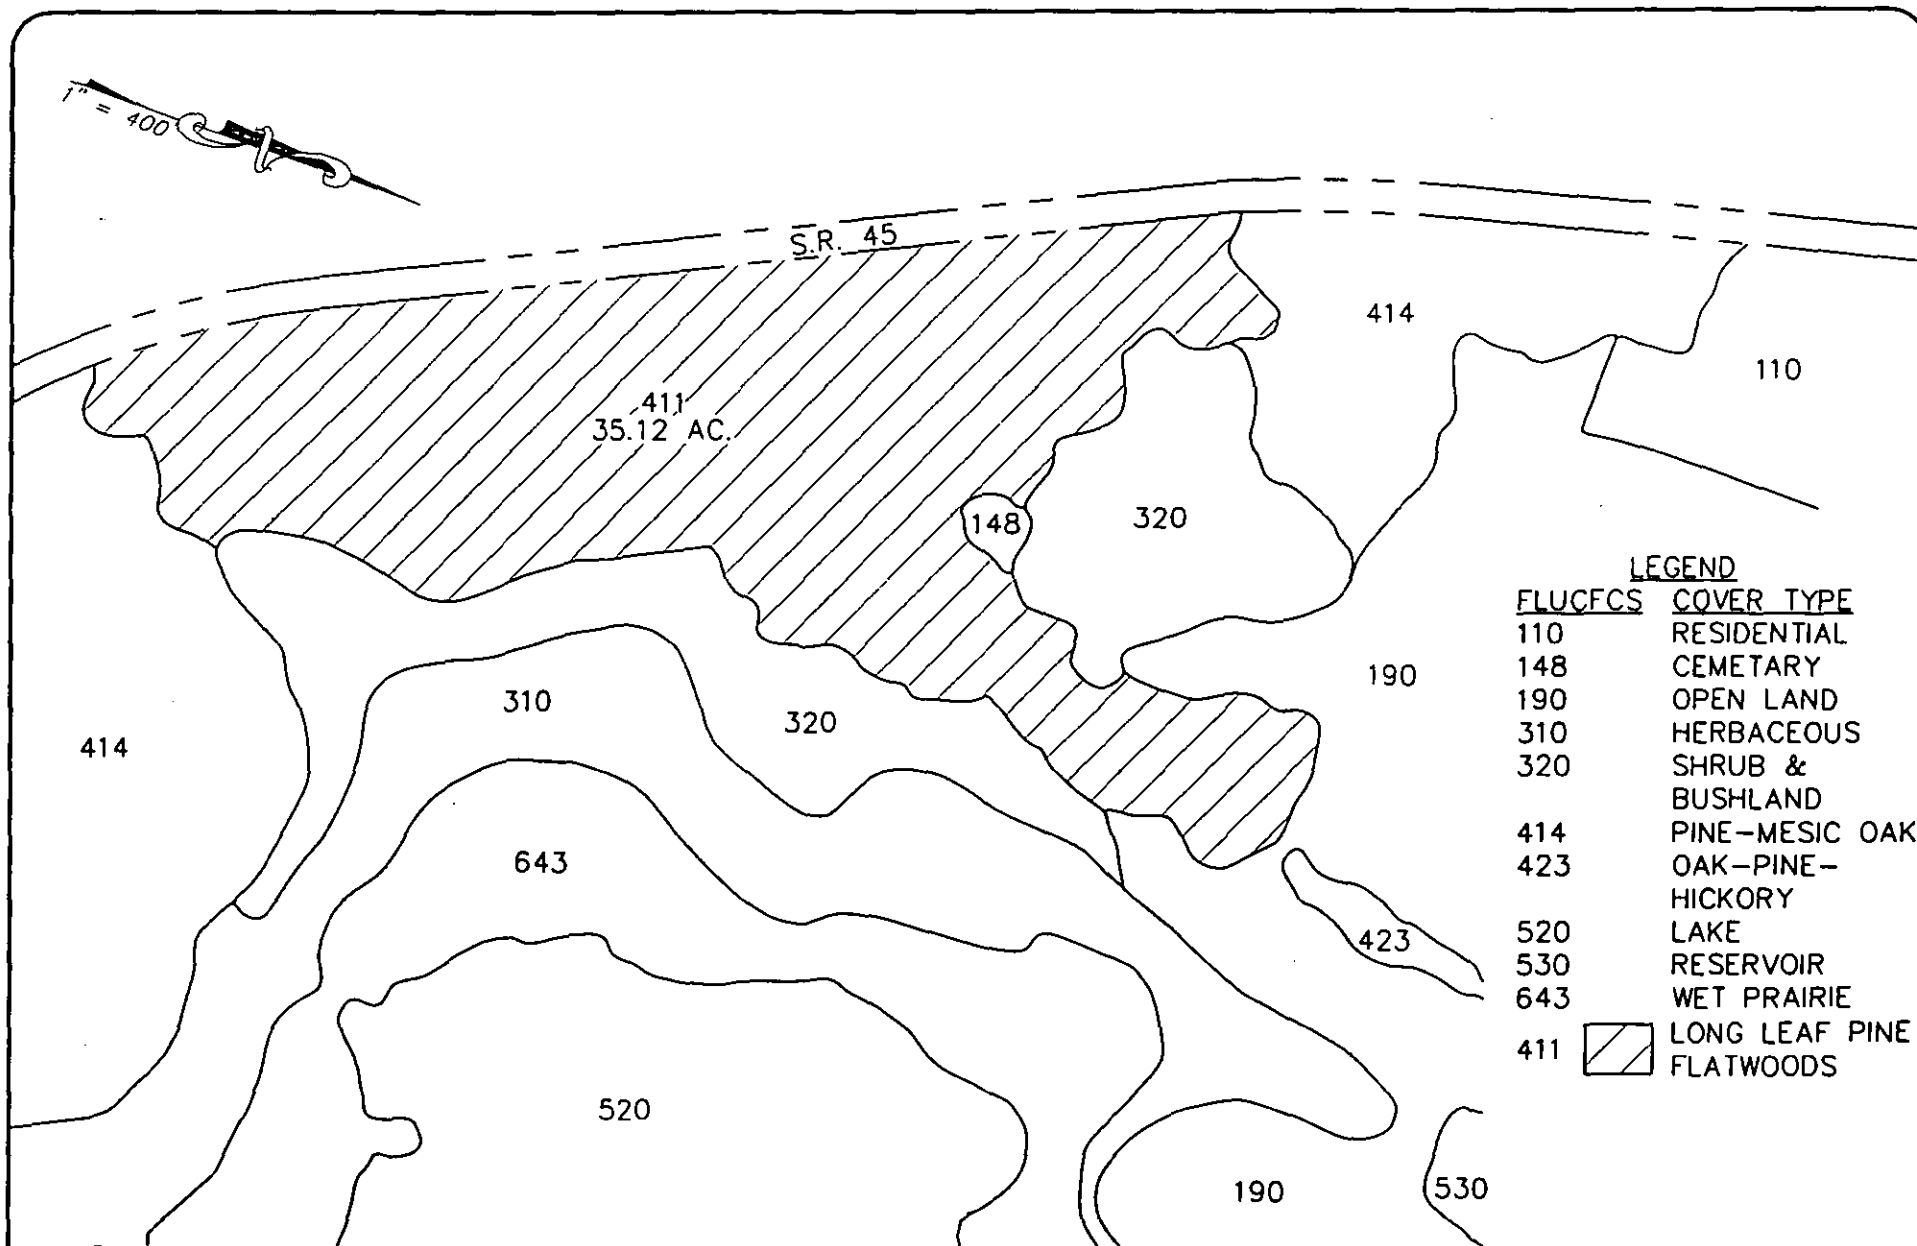 1" = 400
S.R. 45
414
110
411
35.12 AC.
148
320
190
310
320
414
643
423
520
190
530
LEGEND
FLUCFCS COVER TYPE
110 RESIDENTIAL
148 CEMETARY
190 OPEN LAND
310 HERBACEOUS
320 SHRUB &
BUSHLAND
414 PINE-MESIC OAK
423 OAK-PINE-
HICKORY
520 LAKE
530 RESERVOIR
643 WET PRAIRIE
411 LONG LEAF PINE
FLATWOODS